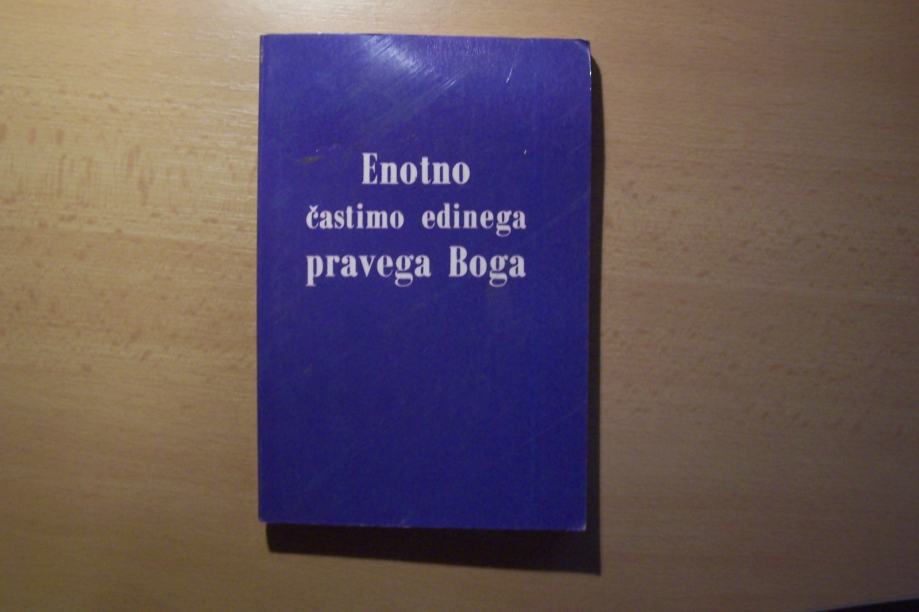 Enotno
častimo edinega
pravega Boga